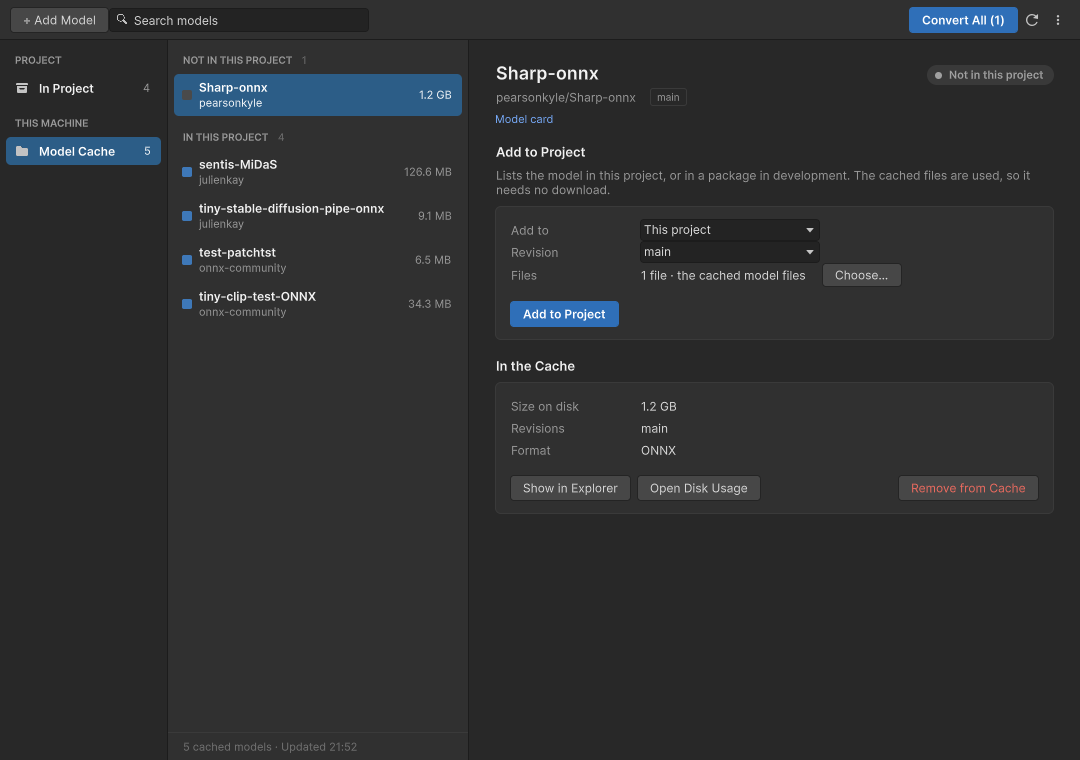 + Add Model
Search models
Convert All (1)
PROJECT
In Project 4
THIS MACHINE
Model Cache 5
NOT IN THIS PROJECT 1
Sharp-onnx
pearsonkyle
1.2 GB
IN THIS PROJECT 4
sentis-MiDaS
julienkay
126.6 MB
tiny-stable-diffusion-pipe-onnx
julienkay
9.1 MB
test-patchtst
onnx-community
6.5 MB
tiny-clip-test-ONNX
onnx-community
34.3 MB
5 cached models · Updated 21:52
Sharp-onnx
Not in this project
pearsonkyle/Sharp-onnx main
Model card
Add to Project
Lists the model in this project, or in a package in development. The cached files are used, so it
needs no download.
Add to This project
Revision main
Files 1 file · the cached model files Choose...
Add to Project
In the Cache
Size on disk 1.2 GB
Revisions main
Format ONNX
Show in Explorer Open Disk Usage Remove from Cache